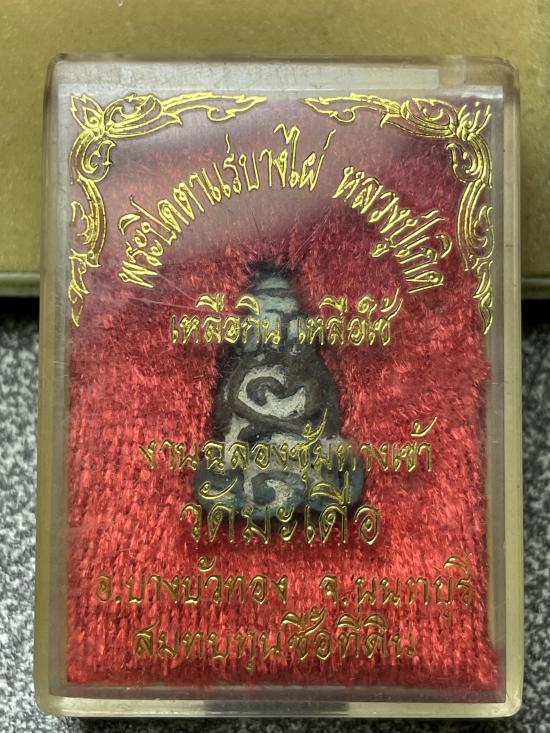 พระปิดตาแร่บางไผ่ หลวงปู่เกิด
เหลือกิน เหลือใช้
งานฉลองซุ้มทางเข้า
วัดมะเดื่อ
อ.บางบัวทอง จ.นนทบุรี
สมทบทุนซื้อที่ดิน